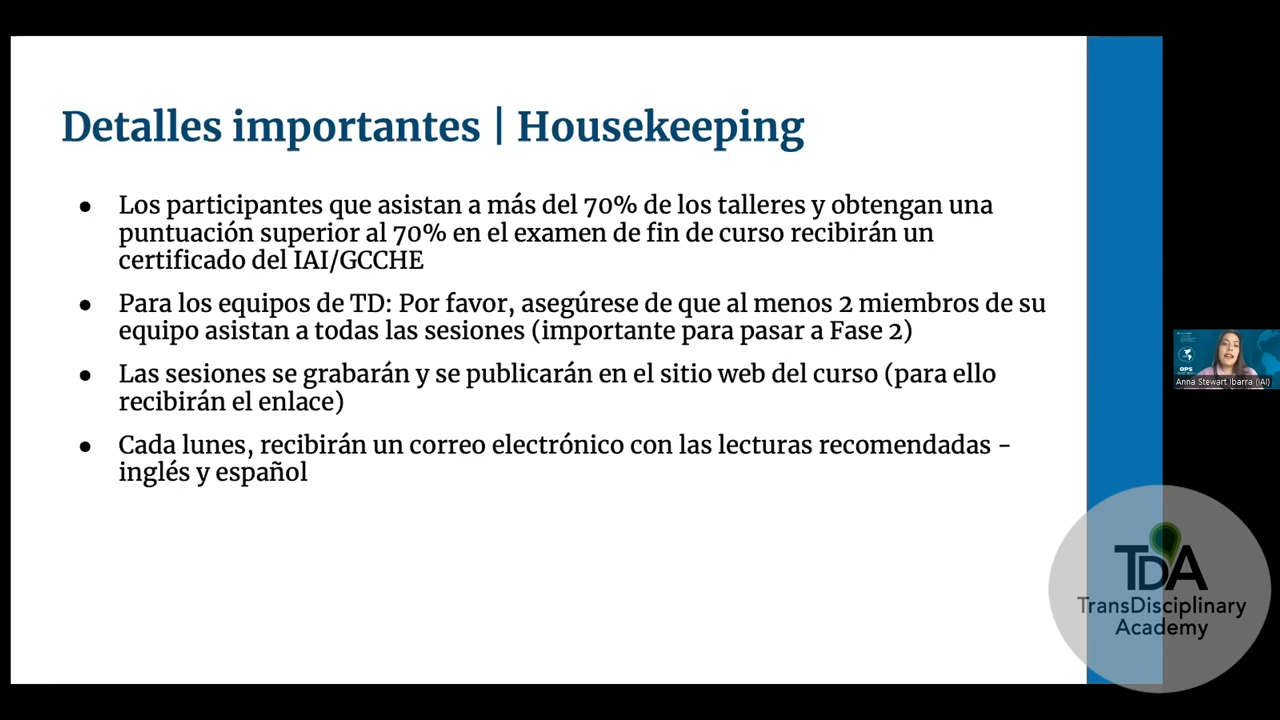 Detalles importantes | Housekeeping
● Los participantes que asistan a más del 70% de los talleres y obtengan una
puntuación superior al 70% en el examen de fin de curso recibirán un
certificado del IAI/GCCHE
● Para los equipos de TD: Por favor, asegúrese de que al menos 2 miembros de su
equipo asistan a todas las sesiones (importante para pasar a Fase 2)
● Las sesiones se grabarán y se publicarán en el sitio web del curso (para ello
recibirán el enlace)
● Cada lunes, recibirán un correo electrónico con las lecturas recomendadas -
inglés y español
OPS
Anna Stewart Ibarra (IAI)
TDA
TransDisciplinary
Academy